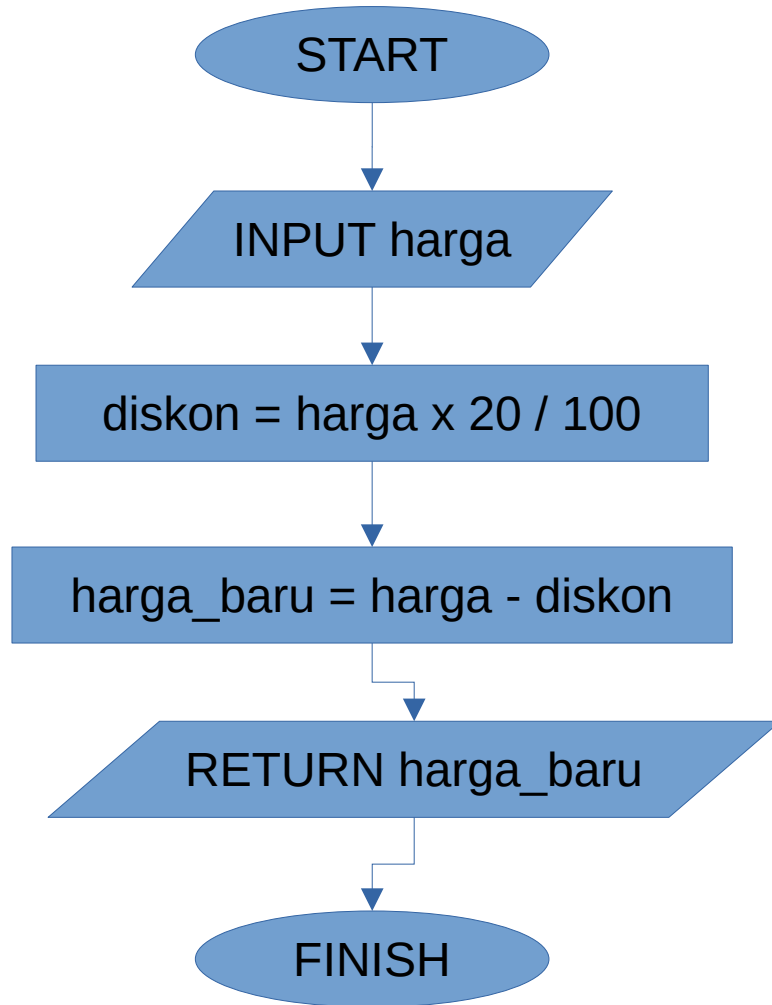 START
INPUT harga
diskon = harga x 20 / 100
harga_baru = harga - diskon
RETURN harga_baru
FINISH